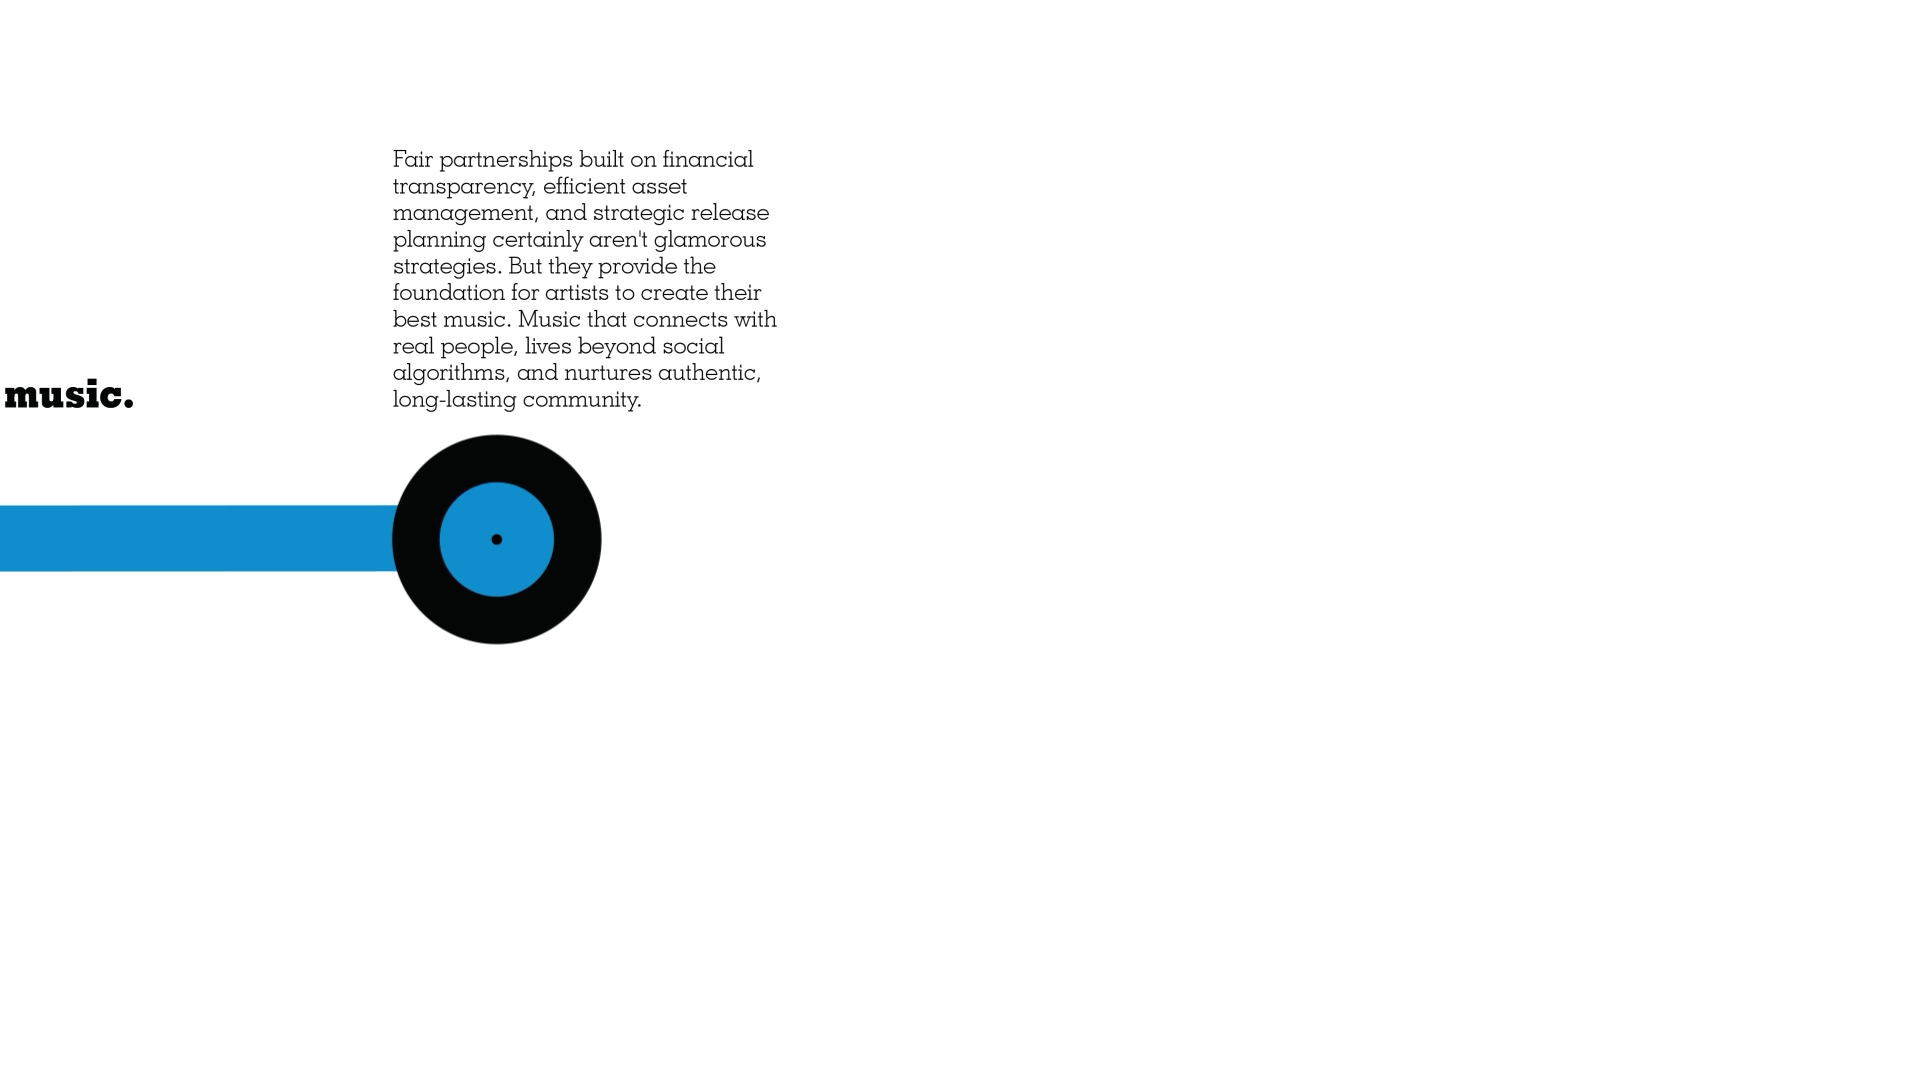 music.
Fair partnerships built on financial
transparency, efficient asset
management, and strategic release
planning certainly aren't glamorous
strategies. But they provide the
foundation for artists to create their
best music. Music that connects with
real people, lives beyond social
algorithms, and nurtures authentic,
long-lasting community.